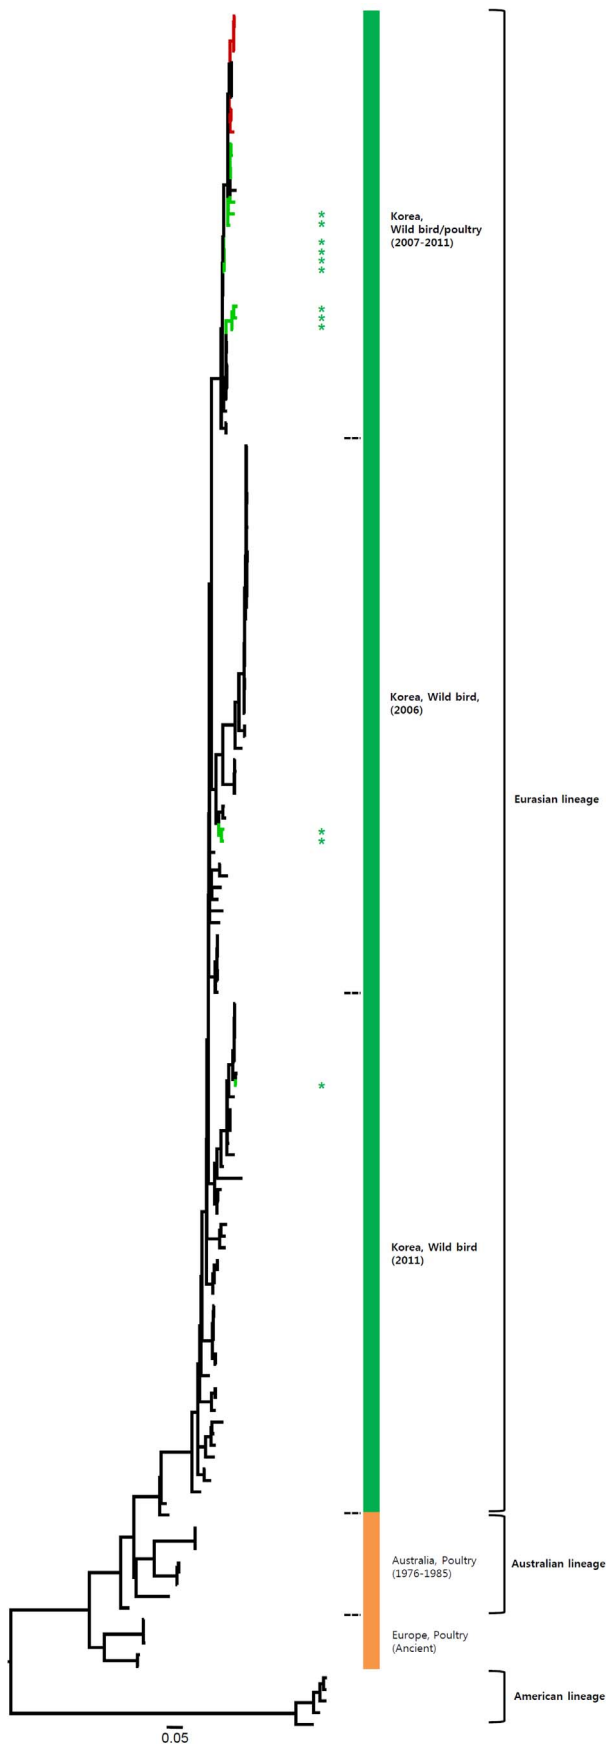 *
*
Korea,
Wild bird/poultry
(2007-2011)
*
*
*
*
*
*
*
Korea, Wild bird,
(2006)
Eurasian lineage
*
*
*
Korea, Wild bird
(2011)
Australia, Poultry
(1976-1985)
Australian lineage
Europe, Poultry
(Ancient)
American lineage
0.05